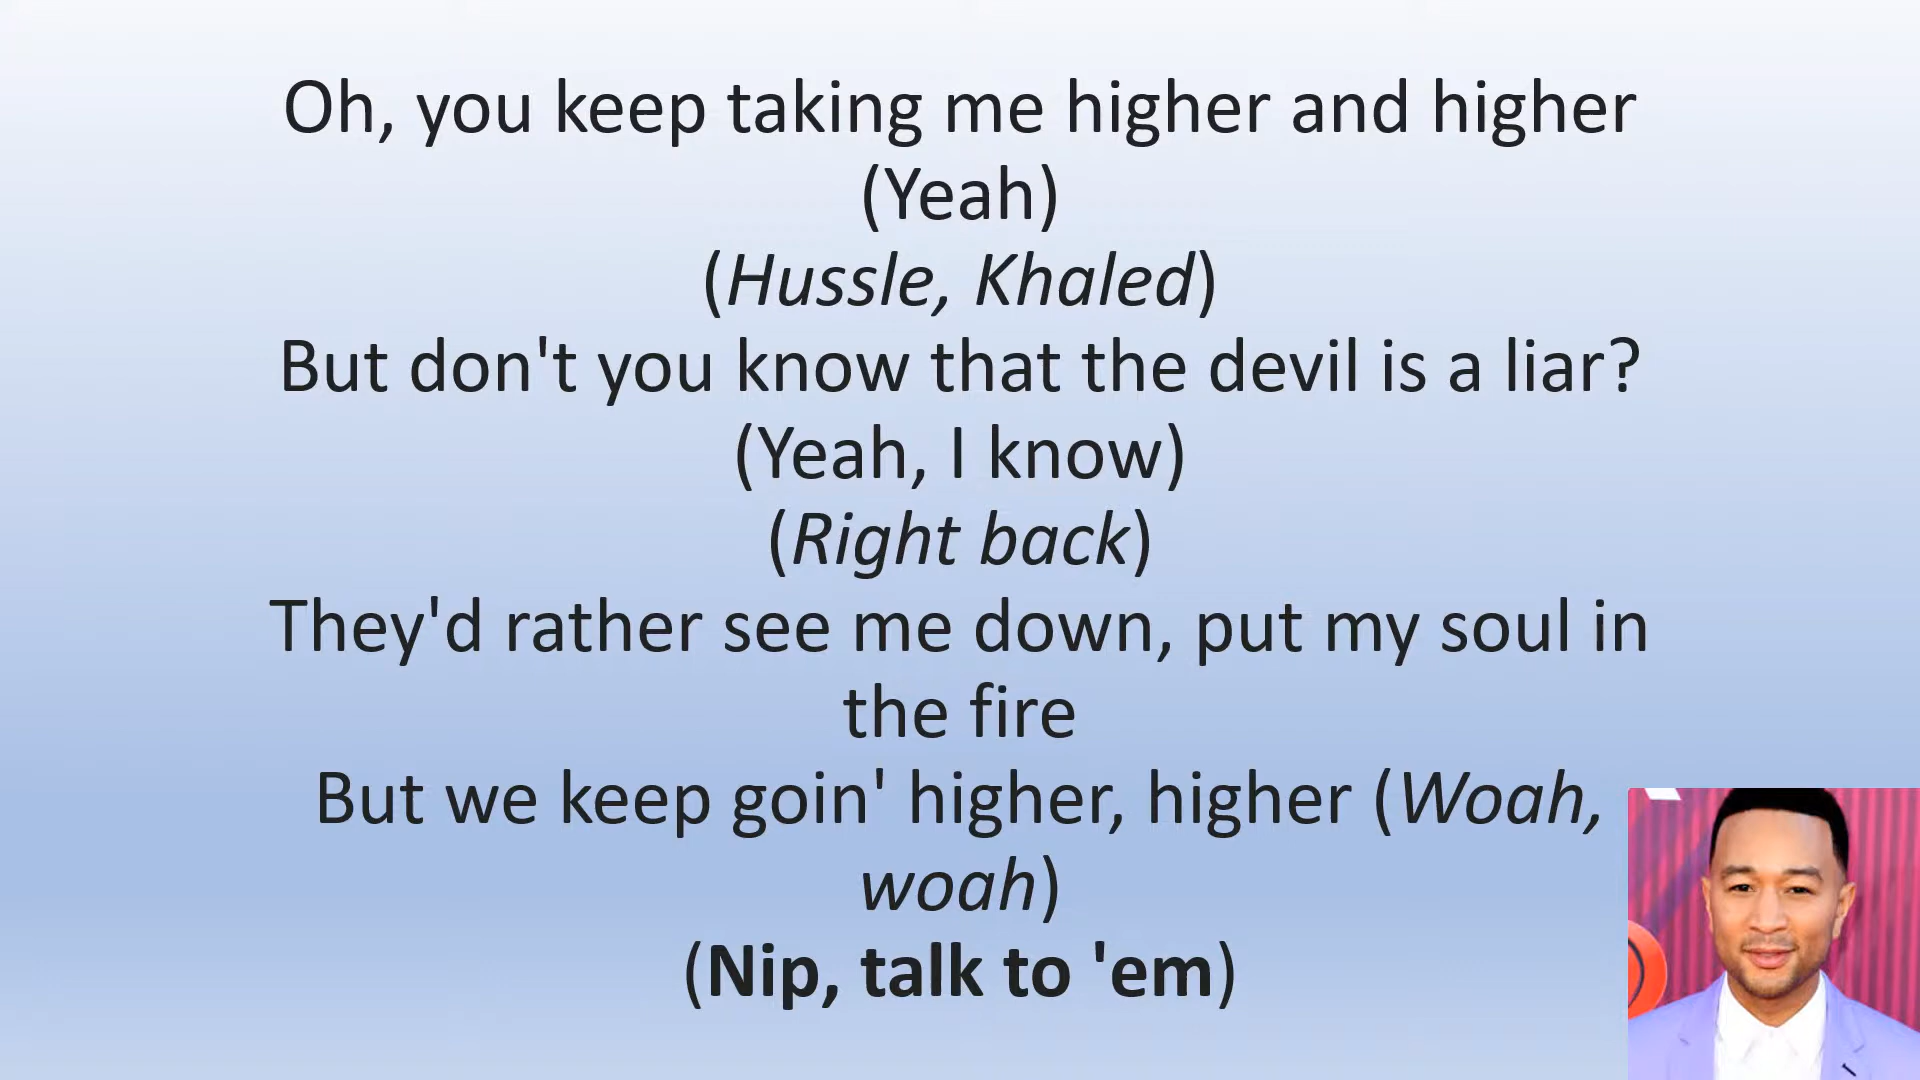 Oh, you keep taking me higher and higher
(Yeah)
(Hussle, Khaled)
But don't you know that the devil is a liar?
(Yeah, I know)
(Right back)
They'd rather see me down, put my soul in
the fire
But we keep goin' higher, higher (Woah,
woah)
(Nip, talk to 'em)